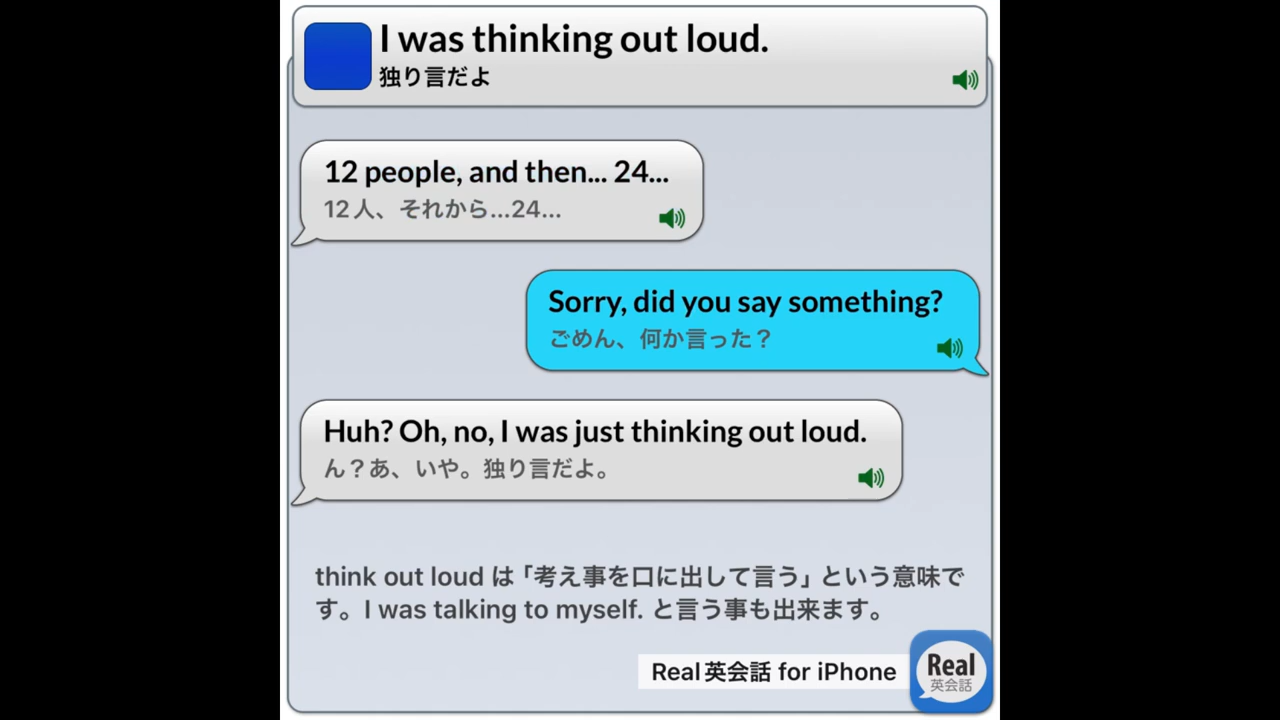 I was thinking out loud.
独り言だよ
12 people, and then... 24...
12人、それから...24...
Sorry, did you say something?
ごめん、何か言った？
Huh? Oh, no, I was just thinking out loud.
ん？あ、いや。独り言だよ。
think out loud は「考え事を口に出して言う」という意味で
す。I was talking to myself. と言う事も出来ます。
Real英会話 for iPhone
Real
英会話